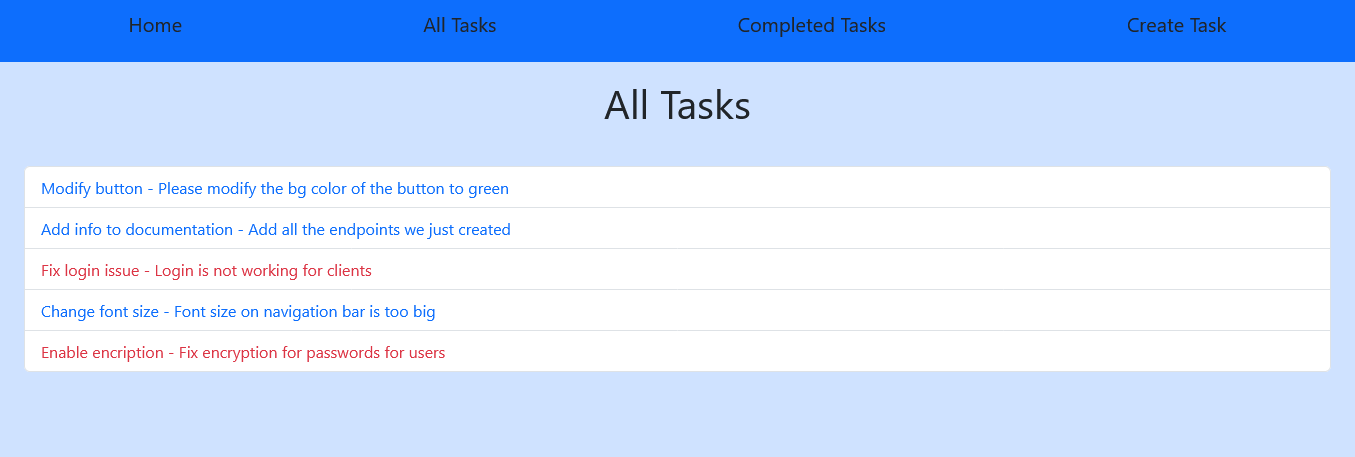 Home All Tasks Completed Tasks Create Task
All Tasks
Modify button - Please modify the bg color of the button to green
Add info to documentation - Add all the endpoints we just created
Fix login issue - Login is not working for clients
Change font size - Font size on navigation bar is too big
Enable encription - Fix encryption for passwords for users